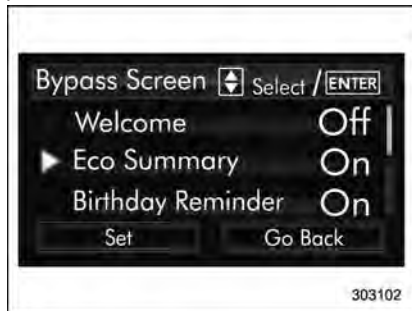 Bypass Screen Select / ENTER
Welcome Off
Eco Summary On
Birthday Reminder On
Set Go Back
303102